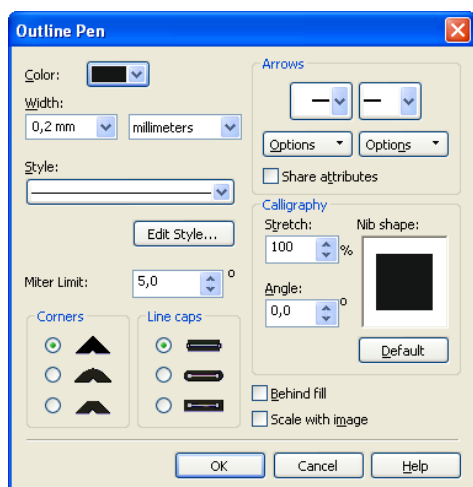 Outline Pen
Color:
Width:
0,2 mm
millimeters
Style:
Edit Style...
Miter Limit:
5,0
°
Corners
Line caps
Arrows
Options
Options
Share attributes
Calligraphy
Stretch:
Nib shape:
100
%
Angle:
0,0
°
Default
Behind fill
Scale with image
OK
Cancel
Help